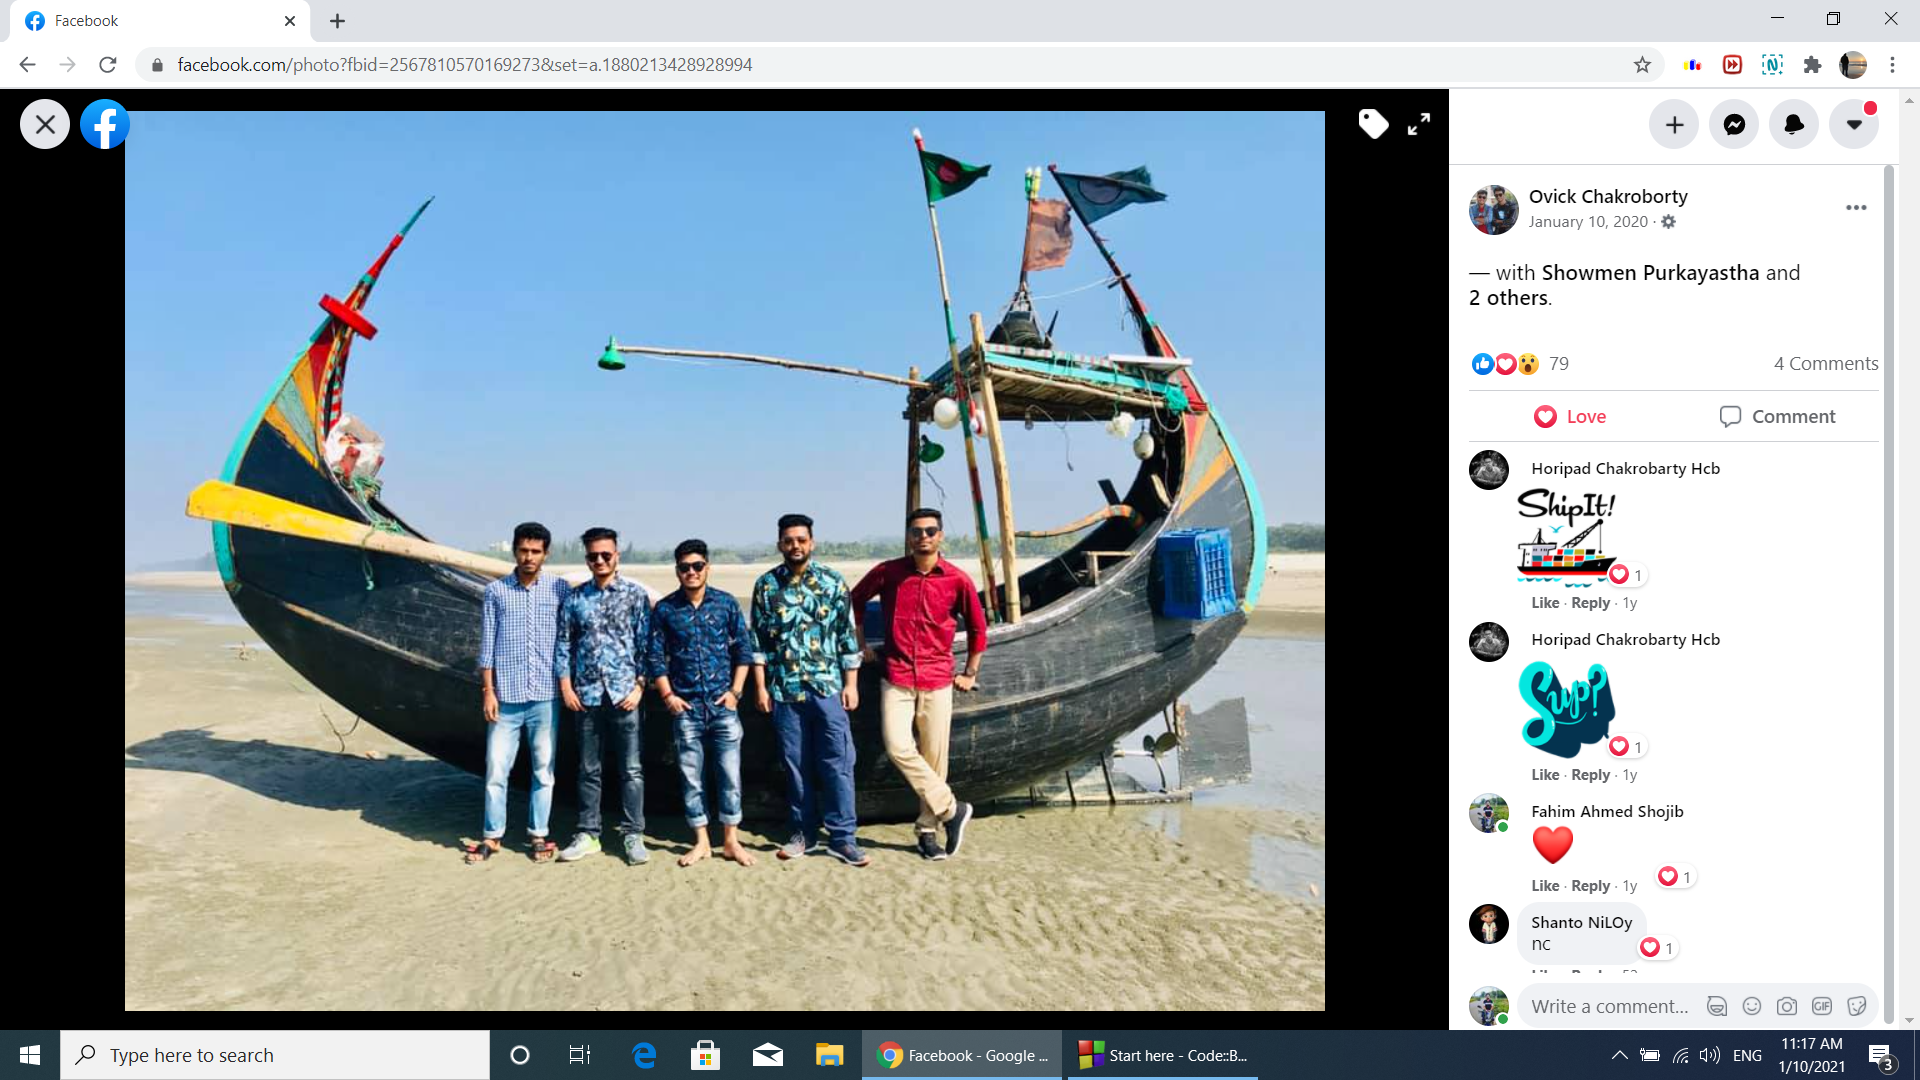 Facebook
facebook.com/photo?fbid=2567810570169273&set=a.1880213428928994
Ovick Chakroborty
January 10, 2020 ·
— with Showmen Purkayastha and
2 others.
79
4 Comments
Love
Comment
Horipad Chakrobarty Hcb
ShipIt!
1
Like · Reply · 1y
Horipad Chakrobarty Hcb
Sup?
1
Like · Reply · 1y
Fahim Ahmed Shojib
1
Like · Reply · 1y
Shanto NiLOy
nc
1
Write a comment...
GIF
Type here to search
Facebook - Google ...
Start here - Code::B...
ENG
11:17 AM
1/10/2021
3